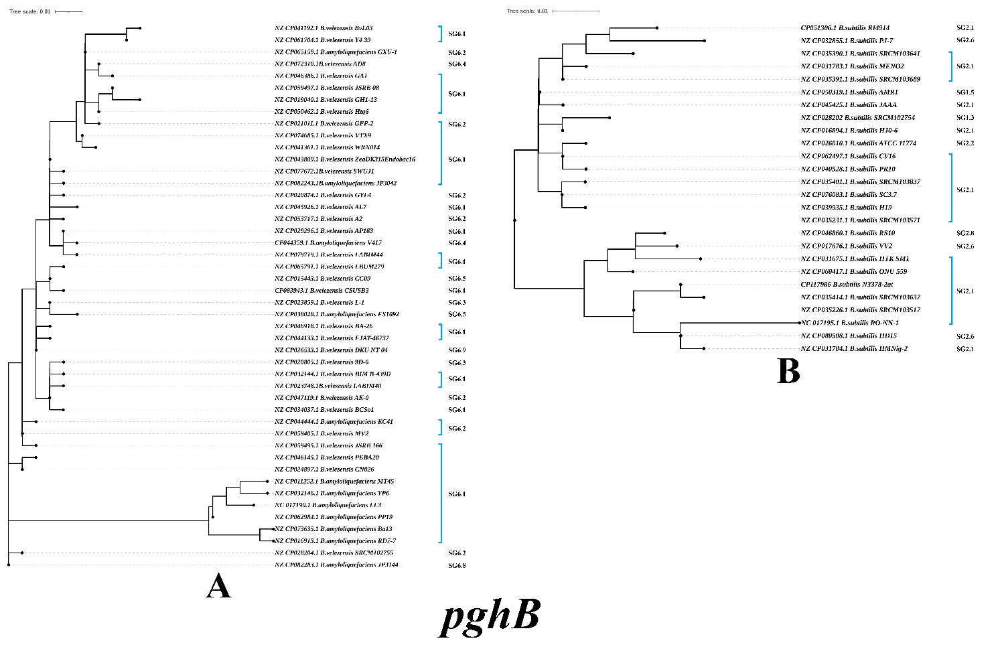 Tree scale: 0.01
NZ CP041192.1 B.velezensis BvL03
SG6.1
NZ CP061704.1 B.velezensis Y4 39
NZ CP065159.1 B.amyloliquefaciens GXU-1 SG6.2
NZ CP072310.1B.velezensis AD8 SG6.4
NZ CP046386.1 B.velezensis GA1
NZ CP059497.1 B.velezensis JSRB 08
SG6.1
NZ CP019040.1 B.velezensis GH1-13
NZ CP050462.1 B.velezensis Htq6
NZ CP021011.1 B.velezensis GFP-2 SG6.2
NZ CP074685.1 B.velezensis VTX9
NZ CP041361.1 B.velezensis WRN014
NZ CP043809.1 B.velezensis ZeaDK315Endobac16 SG6.1
NZ CP077672.1B.velezensis SWUJ1
NZ CP082243.1B.amyloliquefaciens JP3042
NZ CP020874.1 B.velezensis GYL4 SG6.2
NZ CP045926.1 B.velezensis AL7 SG6.1
NZ CP053717.1 B.velezensis A2 SG6.2
NZ CP029296.1 B.velezensis AP183 SG6.1
CP044359.1 B.amyloliquefaciens V417 SG6.4
NZ CP079719.1 B.velezensis LABIM44
SG6.1
NZ CP065791.1 B.velezensis LBUM279
NZ CP015443.1 B.velezensis CC09 SG6.5
CP083943.1 B.velezensis CSUSB3 SG6.1
NZ CP023859.1 B.velezensis L-1 SG6.3
NZ CP038028.1 B.amyloliquefaciens FS1092 SG6.5
NZ CP046918.1 B.velezensis BA-26
SG6.1
NZ CP044133.1 B.velezensis FJAT-46737
NZ CP026533.1 B.velezensis DKU NT 04 SG6.9
NZ CP020805.1 B.velezensis 9D-6 SG6.3
NZ CP032144.1 B.velezensis BIM B-439D
SG6.1
NZ CP023748.1B.velezensis LABIM40
NZ CP047119.1 B.velezensis AK-0 SG6.2
NZ CP034037.1 B.velezensis BCSo1 SG6.1
NZ CP044444.1 B.amyloliquefaciens KC41
SG6.2
NZ CP059405.1 B.velezensis MV2
NZ CP059495.1 B.velezensis JSRB 166
NZ CP046145.1 B.velezensis PEBA20
NZ CP024897.1 B.velezensis CN026
NZ CP011252.1 B.amyloliquefaciens MT45
NZ CP032146.1 B.amyloliquefaciens YP6 SG6.1
NC 017190.1 B.amyloliquefaciens LL3
NZ CP062984.1 B.amyloliquefaciens PP19
NZ CP073635.1 B.amyloliquefaciens Ba13
NZ CP016913.1 B.amyloliquefaciens RD7-7
NZ CP028204.1 B.velezensis SRCM102755 SG6.2
NZ CP082283.1 B.amyloliquefaciens JP3144 SG6.8
A
Tree scale: 0.01
CP051306.1 B.subtilis RI4914 SG2.1
NZ CP032855.1 B.subtilis PJ-7 SG2.6
NZ CP035390.1 B.subtilis SRCM103641
NZ CP031783.1 B.subtilis MENO2 SG2.1
NZ CP035391.1 B.subtilis SRCM103689
NZ CP050319.1 B.subtilis AMR1 SG1.5
NZ CP045425.1 B.subtilis JAAA SG2.1
NZ CP028202 B.subtilis SRCM102754 SG1.3
NZ CP016894.1 B.subtilis HJ0-6 SG2.1
NZ CP026010.1 B.subtilis ATCC 11774 SG2.2
NZ CP062497.1 B.subtilis CV16
NZ CP040528.1 B.subtilis PR10
NZ CP035401.1 B.subtilis SRCM103837
SG2.1
NZ CP076083.1 B.subtilis SC3.7
NZ CP039935.1 B.subtilis H19
NZ CP035231.1 B.subtilis SRCM103571
NZ CP046860.1 B.subtilis RS10 SG2.8
NZ CP017676.1 B.subtilis VV2 SG2.6
NZ CP031675.1 B.subtilis HTK SM1
NZ CP060417.1 B.subtilis ONU 559
CP117986 B.subtilis N3378-2at
SG2.1
NZ CP035414.1 B.subtilis SRCM103637
NZ CP035226.1 B.subtilis SRCM103517
NC 017195.1 B.subtilis RO-NN-1
NZ CP080508.1 B.subtilis HD15 SG2.6
NZ CP031784.1 B.subtilis HMNig-2 SG2.1
B
pghB